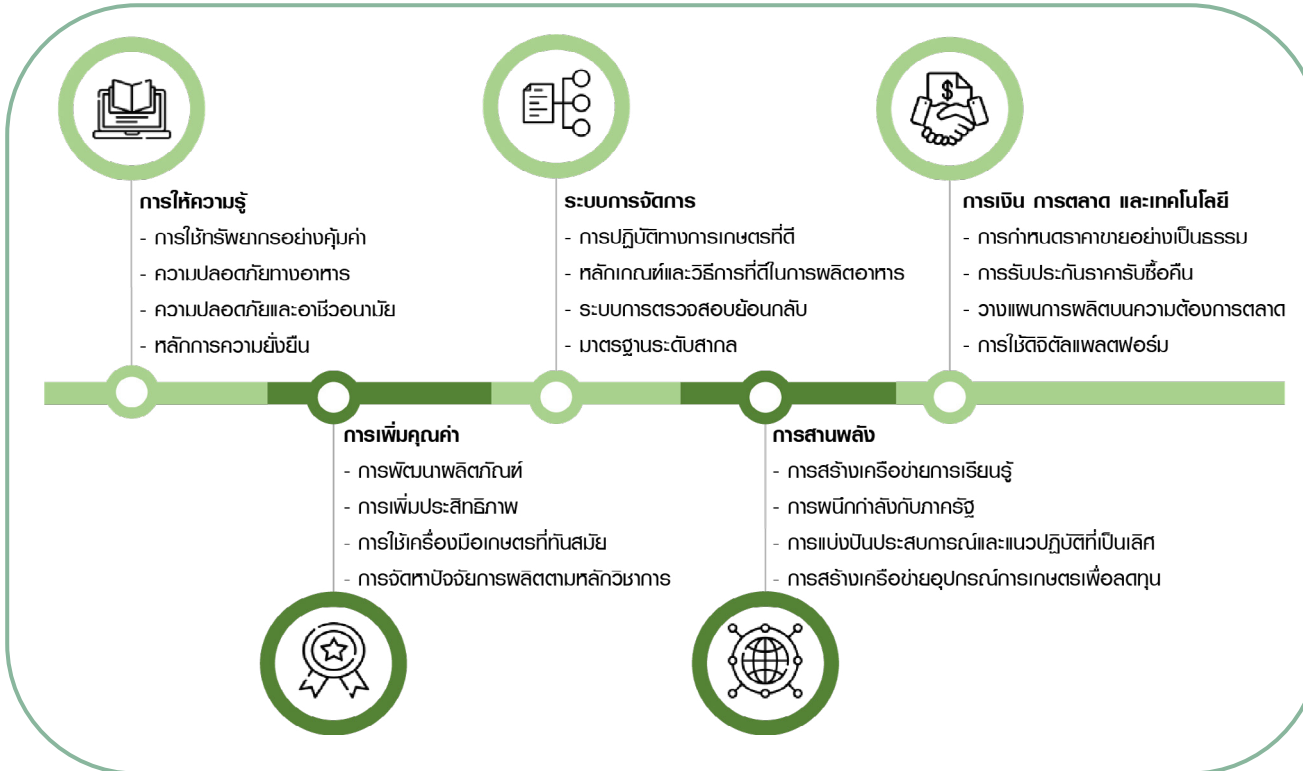 การให้ความรู้
- การใช้ทรัพยากรอย่างคุ้มค่า
- ความปลอดภัยทางอาหาร
- ความปลอดภัยและอาชีวอนามัย
- หลักการความยั่งยืน
การเพิ่มคุณค่า
- การพัฒนาผลิตภัณฑ์
- การเพิ่มประสิทธิภาพ
- การใช้เครื่องมือเกษตรที่ทันสมัย
- การจัดหาปัจจัยการผลิตตามหลักวิชาการ
ระบบการจัดการ
- การปฏิบัติทางการเกษตรที่ดี
- หลักเกณฑ์และวิธีการที่ดีในการผลิตอาหาร
- ระบบการตรวจสอบย้อนกลับ
- มาตรฐานระดับสากล
การสานพลัง
- การสร้างเครือข่ายการเรียนรู้
- การผนึกกำลังกับภาครัฐ
- การแบ่งปันประสบการณ์และแนวปฏิบัติที่เป็นเลิศ
- การสร้างเครือข่ายอุปกรณ์การเกษตรเพื่อลดทุน
การเงิน การตลาด และเทคโนโลยี
- การกำหนดราคาขายอย่างเป็นธรรม
- การรับประกันราคารับซื้อคืน
- วางแผนการผลิตบนความต้องการตลาด
- การใช้ดิจิตัลแพลตฟอร์ม